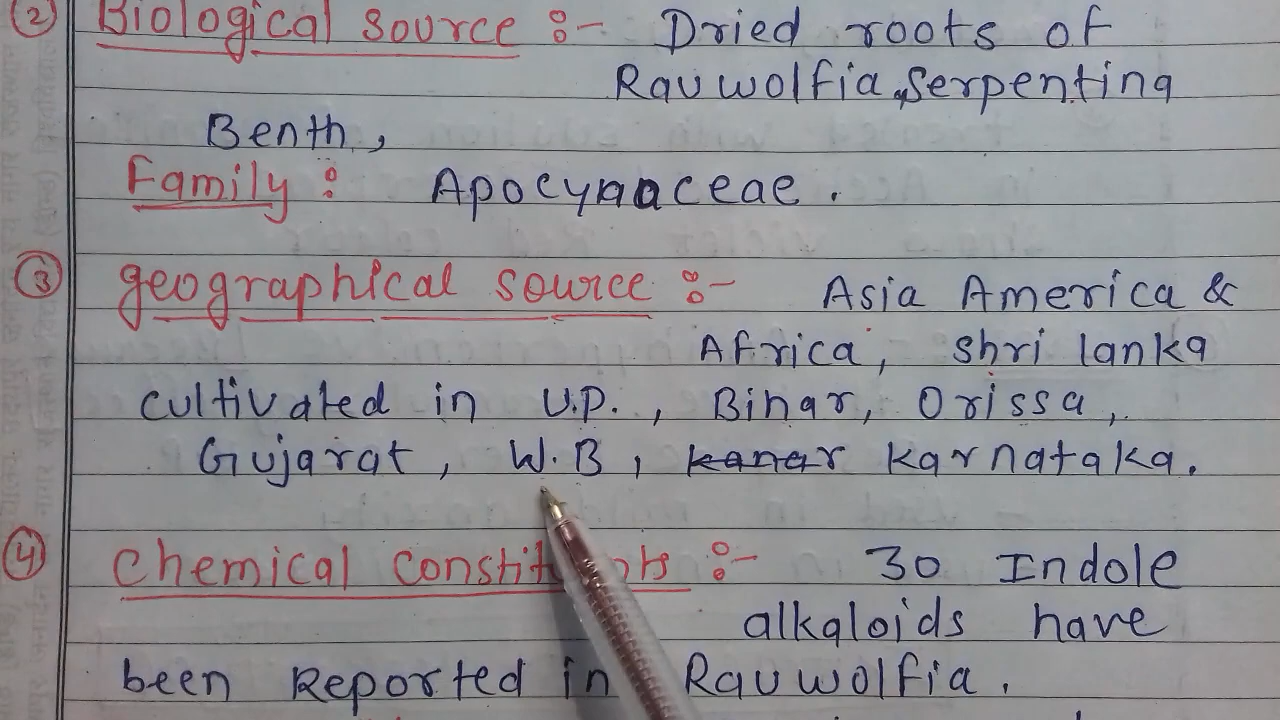 ② Biological source :- Dried roots of
Rauwolfia Serpentina
Benth,
Family : Apocynaceae.
③ geographical source :- Asia America &
Africa, shri lanka
cultivated in U.P., Bihar, Orissa,
Gujarat, W.B, kanar karnataka.
④ chemical constituents :- 30 Indole
alkaloids have
been Reported in Rauwolfia.